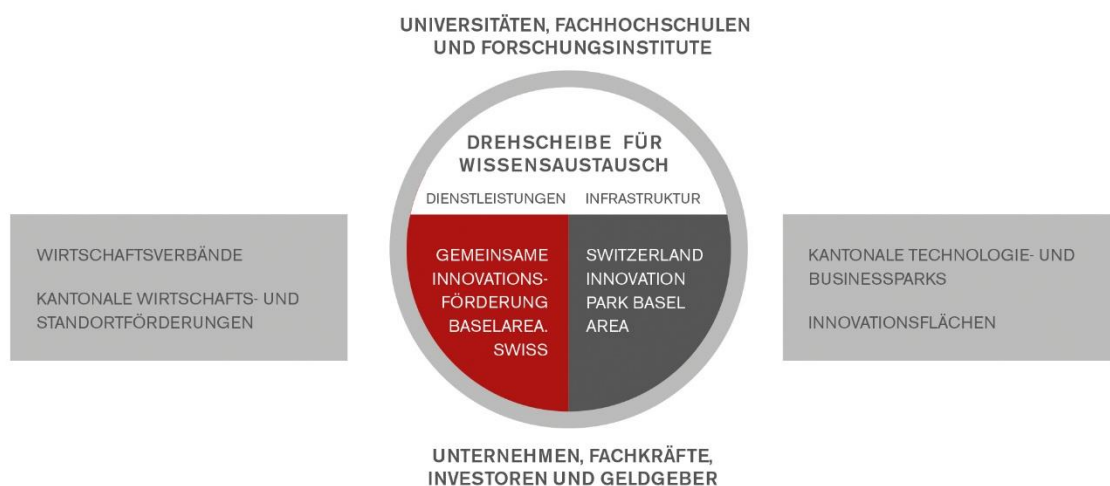 UNIVERSITÄTEN, FACHHOCHSCHULEN
UND FORSCHUNGSINSTITUTE
DREHSCHEIBE FÜR
WISSENSAUSTAUSCH
DIENSTLEISTUNGEN
INFRASTRUKTUR
WIRTSCHAFTSVERBÄNDE
KANTONALE WIRTSCHAFTS- UND
STANDORTFÖRDERUNGEN
GEMEINSAME
INNOVATIONS-
FÖRDERUNG
BASELAREA.
SWISS
SWITZERLAND
INNOVATION
PARK BASEL
AREA
KANTONALE TECHNOLOGIE- UND
BUSINESSPARKS
INNOVATIONSFLÄCHEN
UNTERNEHMEN, FACHKRÄFTE,
INVESTOREN UND GELDGEBER